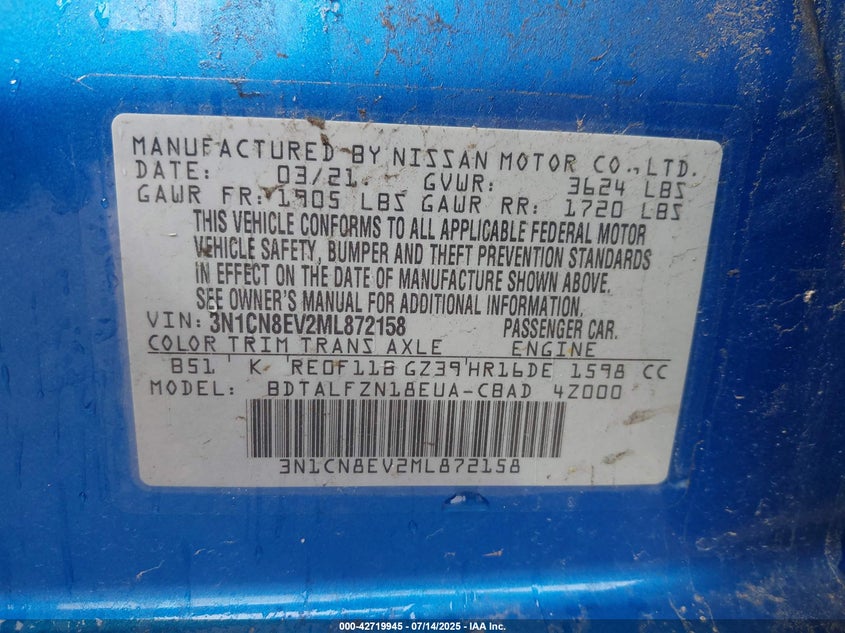 MANUFACTURED BY NISSAN MOTOR CO., LTD.
DATE: 03/21. GVWR: 3624 LBS
GAWR FR: 1905 LBS GAWR RR: 1720 LBS
THIS VEHICLE CONFORMS TO ALL APPLICABLE FEDERAL MOTOR
VEHICLE SAFETY, BUMPER AND THEFT PREVENTION STANDARDS
IN EFFECT ON THE DATE OF MANUFACTURE SHOWN ABOVE.
SEE OWNER'S MANUAL FOR ADDITIONAL INFORMATION.
VIN: 3N1CN8EV2ML872158 PASSENGER CAR.
COLOR TRIM TRANS AXLE ENGINE
B51 K RE0F11B GZ39 HR16DE 1598 CC
MODEL: BDTALFZN18EUA-CBAD 4Z000
3N1CN8EV2ML872158
000-42719945 - 07/14/2025 - IAA Inc.